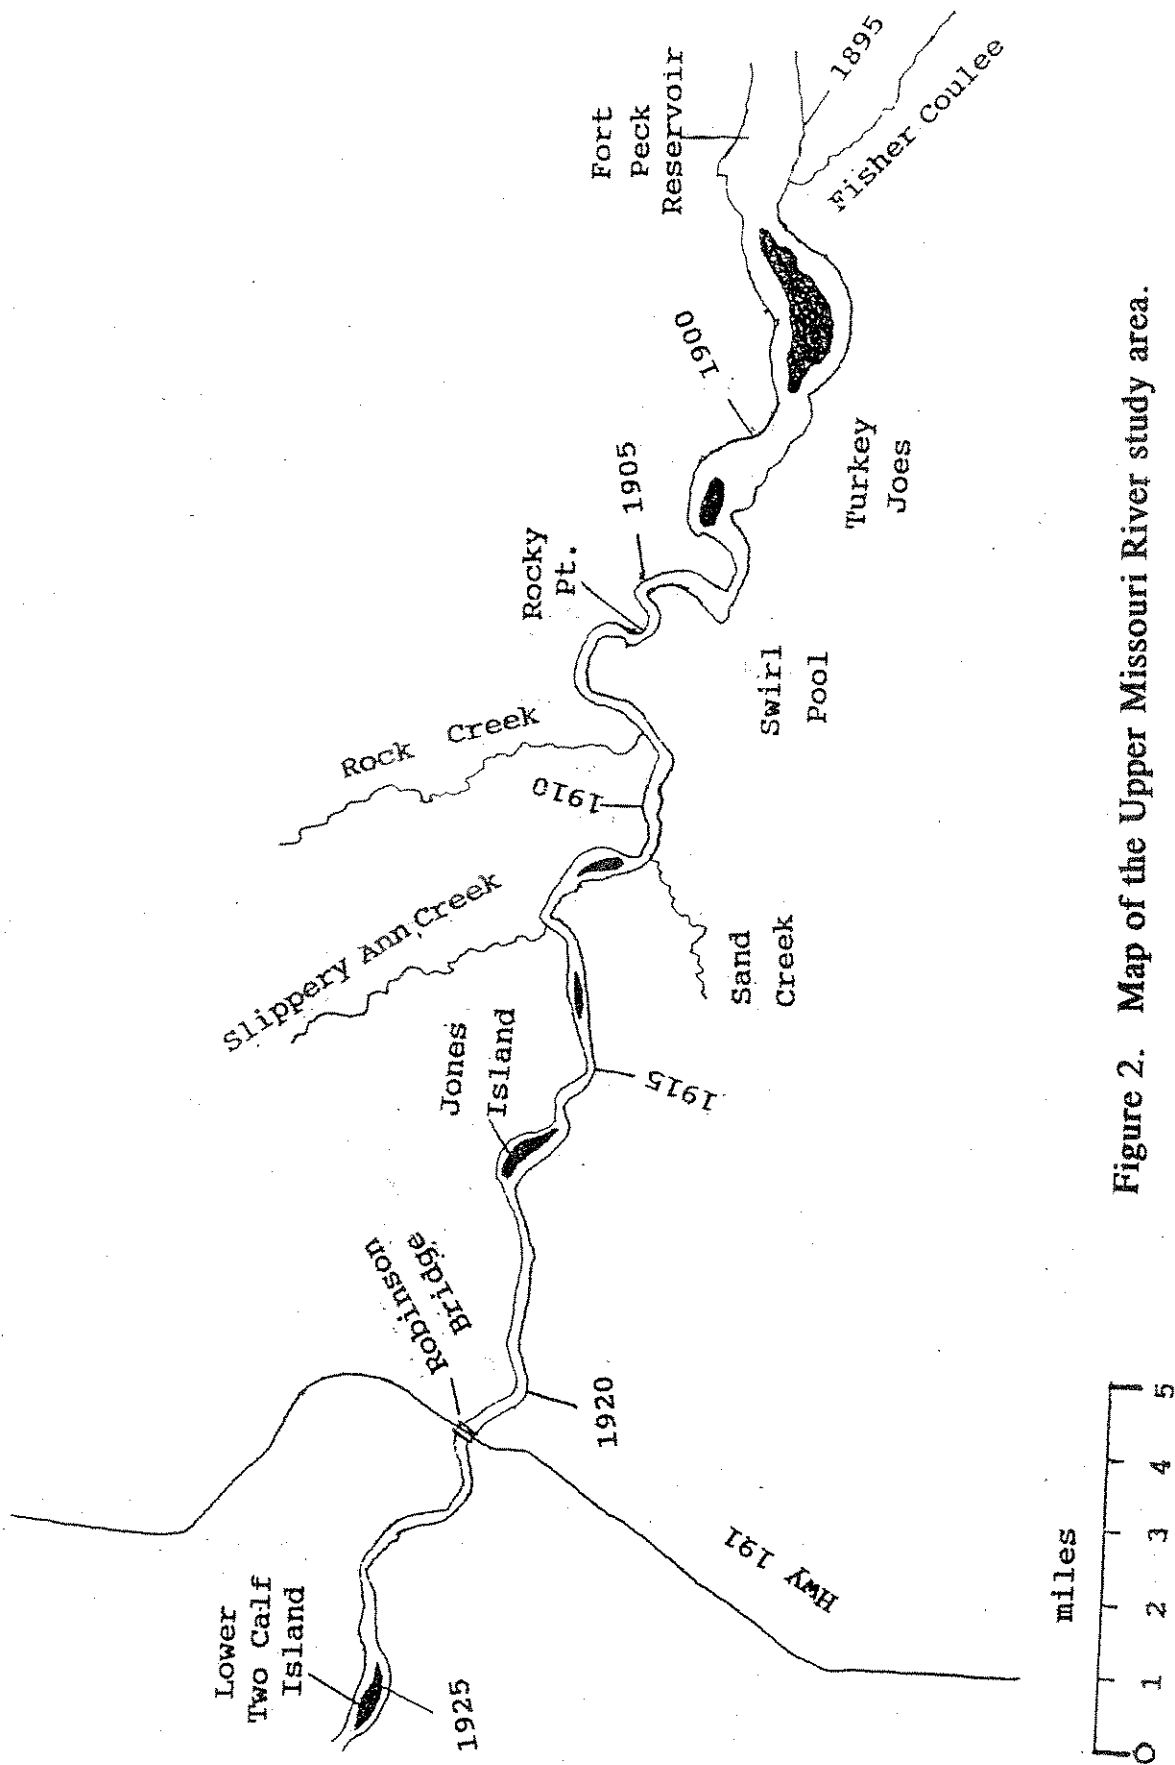 Lower
Two Calf
Island
1925
Robinson
Bridge
1920
Hwy 191
Jones
Island
1915
Slippery Ann Creek
Sand
Creek
Rock Creek
1910
Rocky
Pt.
1905
Swirl
Pool
1900
Turkey
Joes
Fort
Peck
Reservoir
1895
Fisher Coulee
miles
0 1 2 3 4 5
Figure 2. Map of the Upper Missouri River study area.